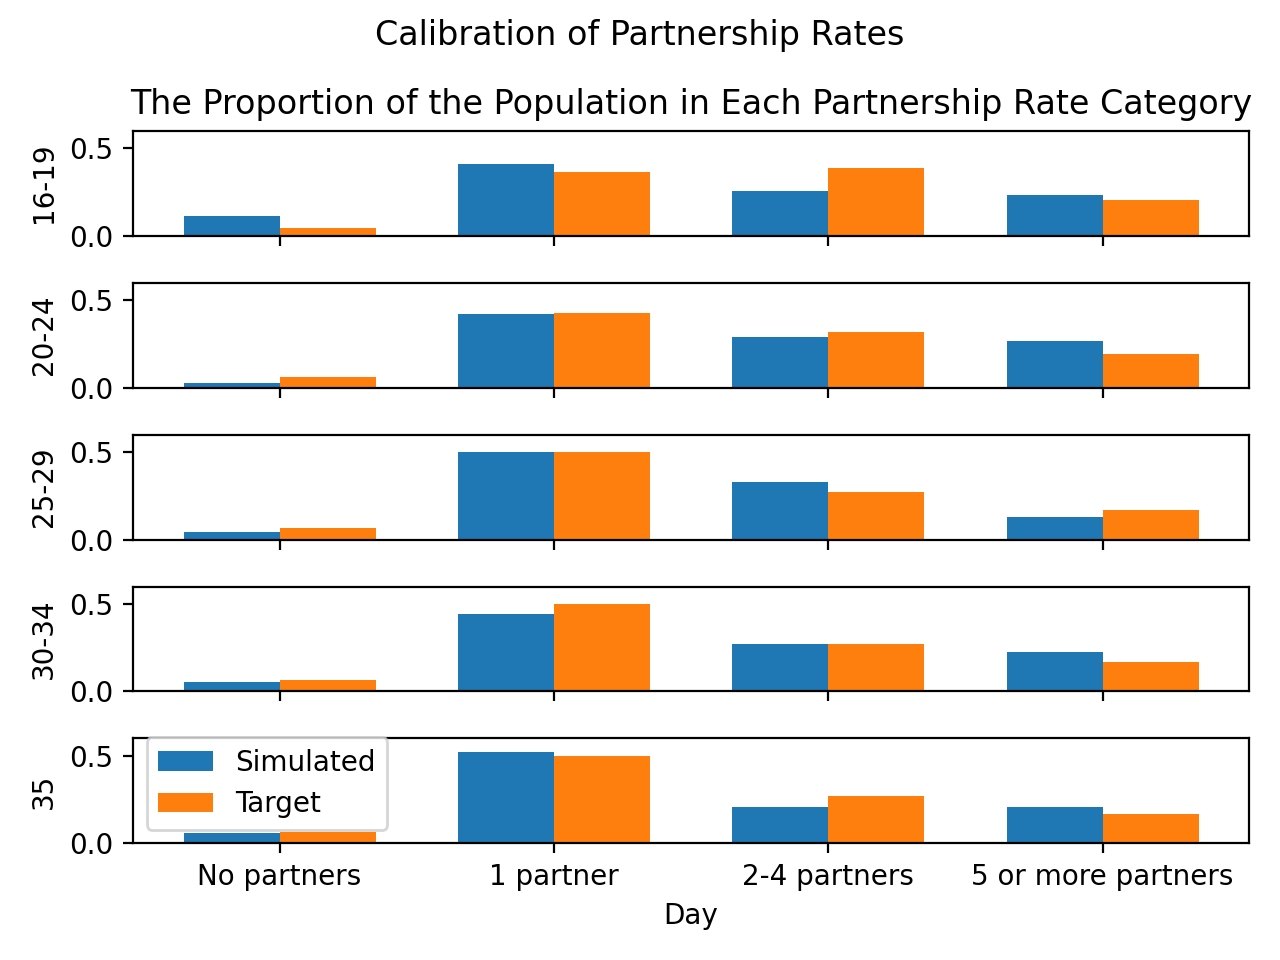 Calibration of Partnership Rates
The Proportion of the Population in Each Partnership Rate Category
16-19
0.5
0.0
20-24
0.5
0.0
25-29
0.5
0.0
30-34
0.5
0.0
35
0.5
0.0
Simulated
Target
No partners
1 partner
2-4 partners
5 or more partners
Day